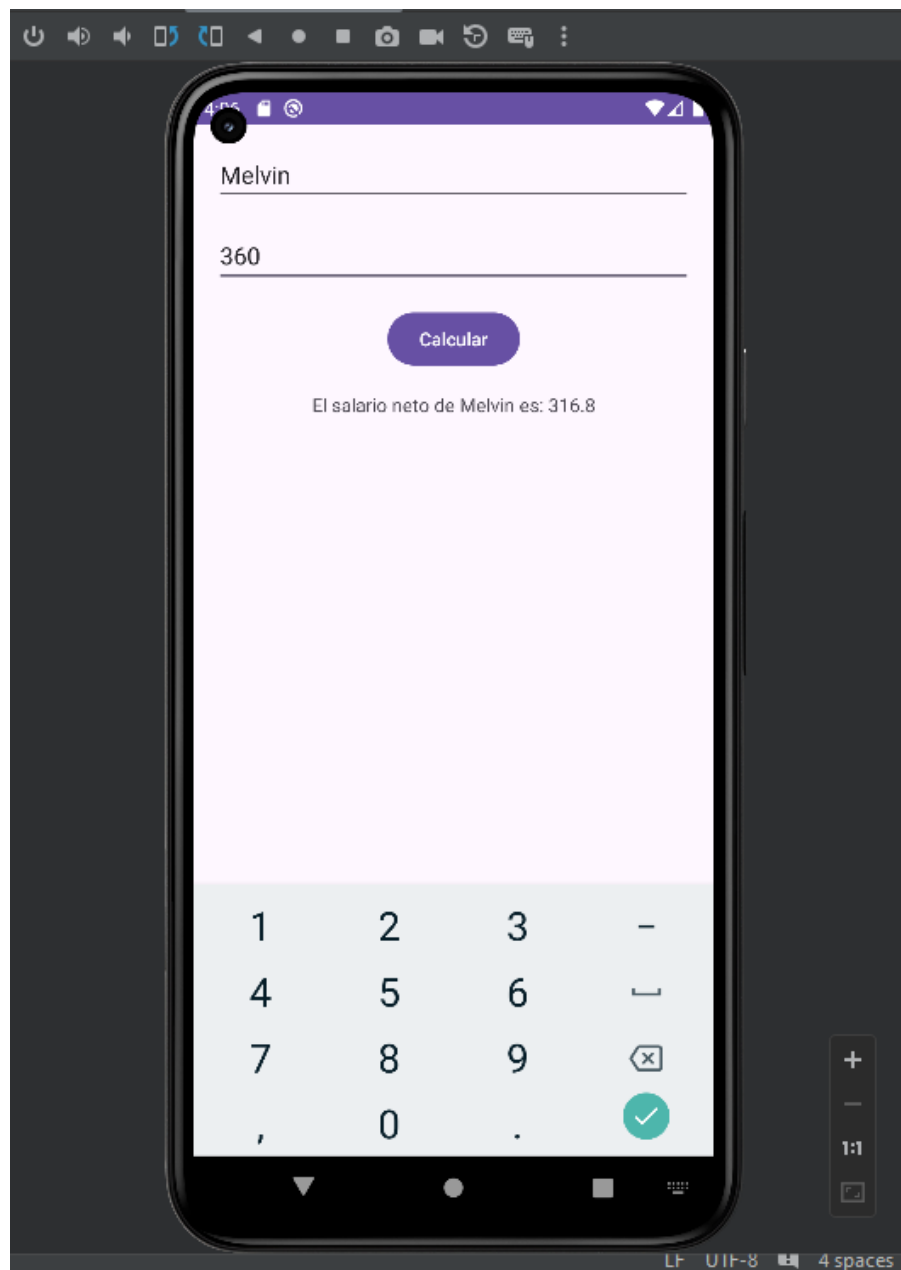 Melvin
360
Calcular
El salario neto de Melvin es: 316.8
1 2 3 –
4 5 6
7 8 9
, 0 .
1:1
LF UTF-8 4 spaces